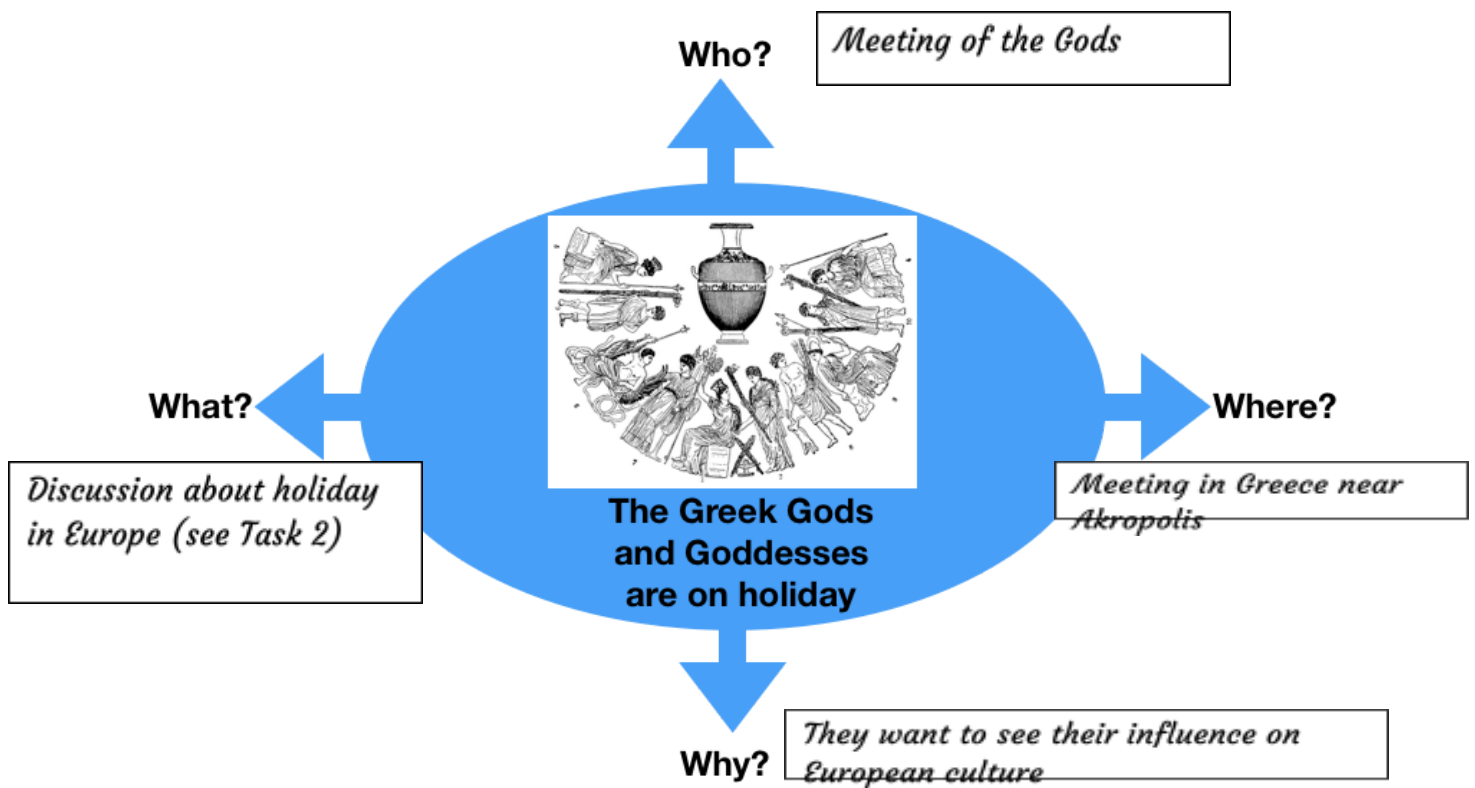 Who?
Meeting of the Gods
What?
Discussion about holiday
in Europe (see Task 2)
Where?
Meeting in Greece near
Akropolis
The Greek Gods
and Goddesses
are on holiday
Why?
They want to see their influence on
European culture